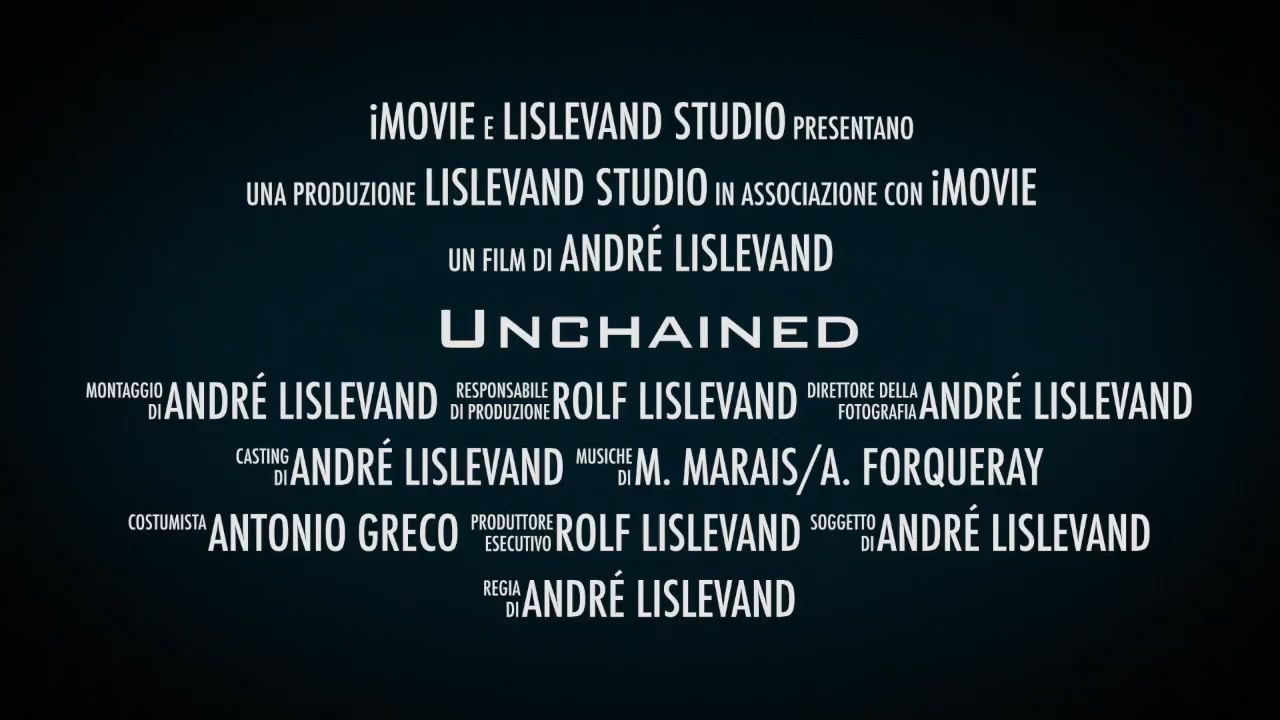 iMOVIE E LISLEVAND STUDIO PRESENTANO
UNA PRODUZIONE LISLEVAND STUDIO IN ASSOCIAZIONE CON iMOVIE
UN FILM DI ANDRÉ LISLEVAND
UNCHAINED
MONTAGGIO DI ANDRÉ LISLEVAND RESPONSABILE DI PRODUZIONE ROLF LISLEVAND DIRETTORE DELLA FOTOGRAFIA ANDRÉ LISLEVAND
CASTING DI ANDRÉ LISLEVAND MUSICHE DI M. MARAIS/A. FORQUERAY
COSTUMISTA ANTONIO GRECO PRODUTTORE ESECUTIVO ROLF LISLEVAND SOGGETTO DI ANDRÉ LISLEVAND
REGIA DI ANDRÉ LISLEVAND